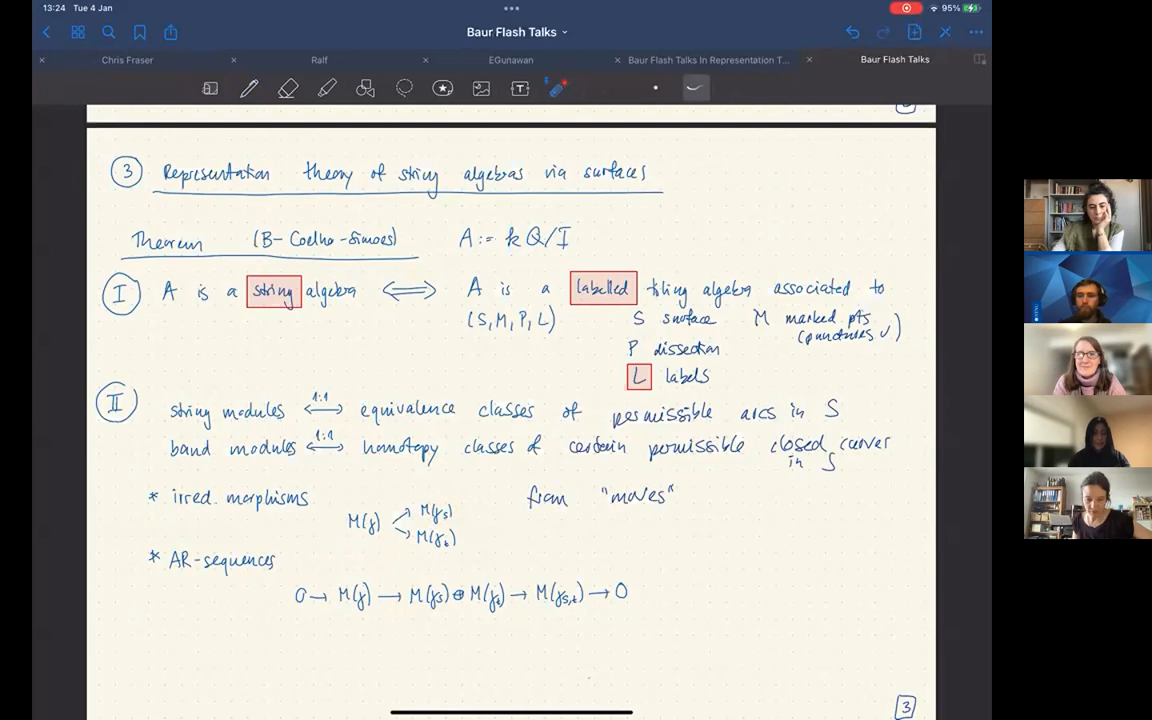 13:24 Tue 4 Jan
95%
Baur Flash Talks
Chris Fraser
Ralf
EGunawan
Baur Flash Talks In Representation T...
Baur Flash Talks
③ Representation theory of string algebras via surfaces
Theorem (B-Coelho-Simoes) A := kQ/I
Ⓘ A is a string algebra ⟺ A is a labelled tiling algebra associated to
(S, M, P, L) S surface M marked pts
(punctures ✓)
P dissection
L labels
Ⓘ Ⓘ string modules ⟷ 1:1 equivalence classes of permissible arcs in S
band modules ⟷ 1:1 homotopy classes of certain permissible closed curves
in S
* irred. morphisms from "moves"
M(γ) → M(γs)
→ M(γt)
* AR-sequences
0 → M(γ) → M(γs) ⊕ M(γt) → M(γs,t) → 0
3